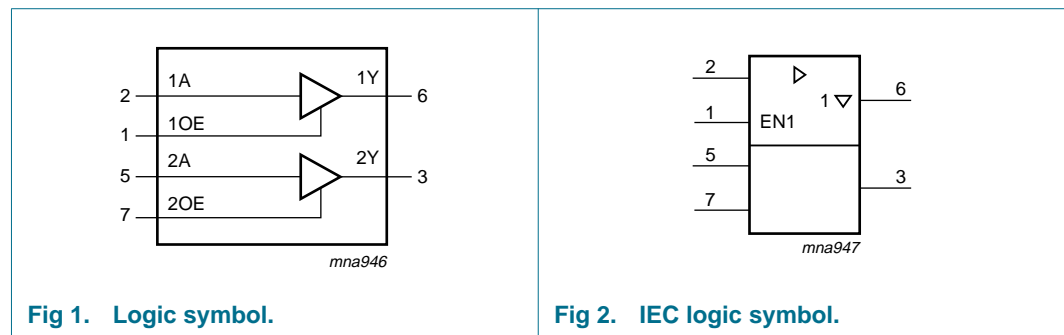 1A
1Y
2
6
1OE
1
2A
2Y
5
3
2OE
7
mna946
Fig 1. Logic symbol.
2
1
6
1
EN1
5
3
7
mna947
Fig 2. IEC logic symbol.